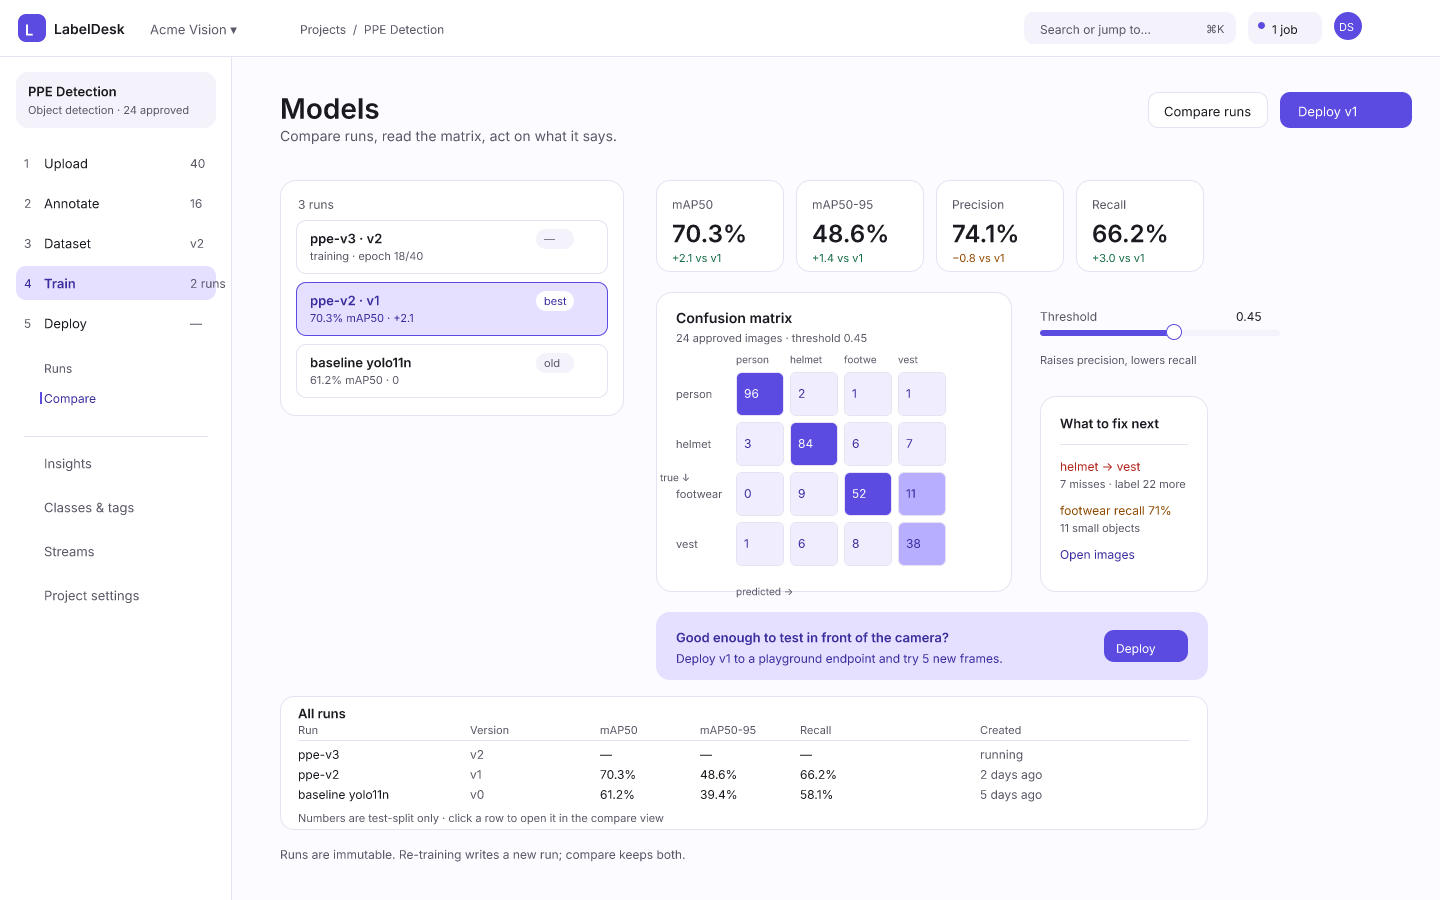 L LabelDesk
Acme Vision ▾
Projects / PPE Detection
Search or jump to... ⌘K
1 job
DS
PPE Detection
Object detection · 24 approved
1 Upload 40
2 Annotate 16
3 Dataset v2
4 Train 2 runs
5 Deploy —
Runs
Compare
Insights
Classes & tags
Streams
Project settings
Models
Compare runs, read the matrix, act on what it says.
Compare runs
Deploy v1
3 runs
ppe-v3 · v2 —
training · epoch 18/40
ppe-v2 · v1 best
70.3% mAP50 · +2.1
baseline yolo11n old
61.2% mAP50 · 0
mAP50
70.3%
+2.1 vs v1
mAP50-95
48.6%
+1.4 vs v1
Precision
74.1%
−0.8 vs v1
Recall
66.2%
+3.0 vs v1
Confusion matrix
24 approved images · threshold 0.45
person helmet footwe vest
person 96 2 1 1
helmet 3 84 6 7
true ↓
footwear 0 9 52 11
vest 1 6 8 38
predicted →
Threshold 0.45
Raises precision, lowers recall
What to fix next
helmet → vest
7 misses · label 22 more
footwear recall 71%
11 small objects
Open images
Good enough to test in front of the camera?
Deploy v1 to a playground endpoint and try 5 new frames.
Deploy
All runs
Run Version mAP50 mAP50-95 Recall Created
ppe-v3 v2 — — — running
ppe-v2 v1 70.3% 48.6% 66.2% 2 days ago
baseline yolo11n v0 61.2% 39.4% 58.1% 5 days ago
Numbers are test-split only · click a row to open it in the compare view
Runs are immutable. Re-training writes a new run; compare keeps both.